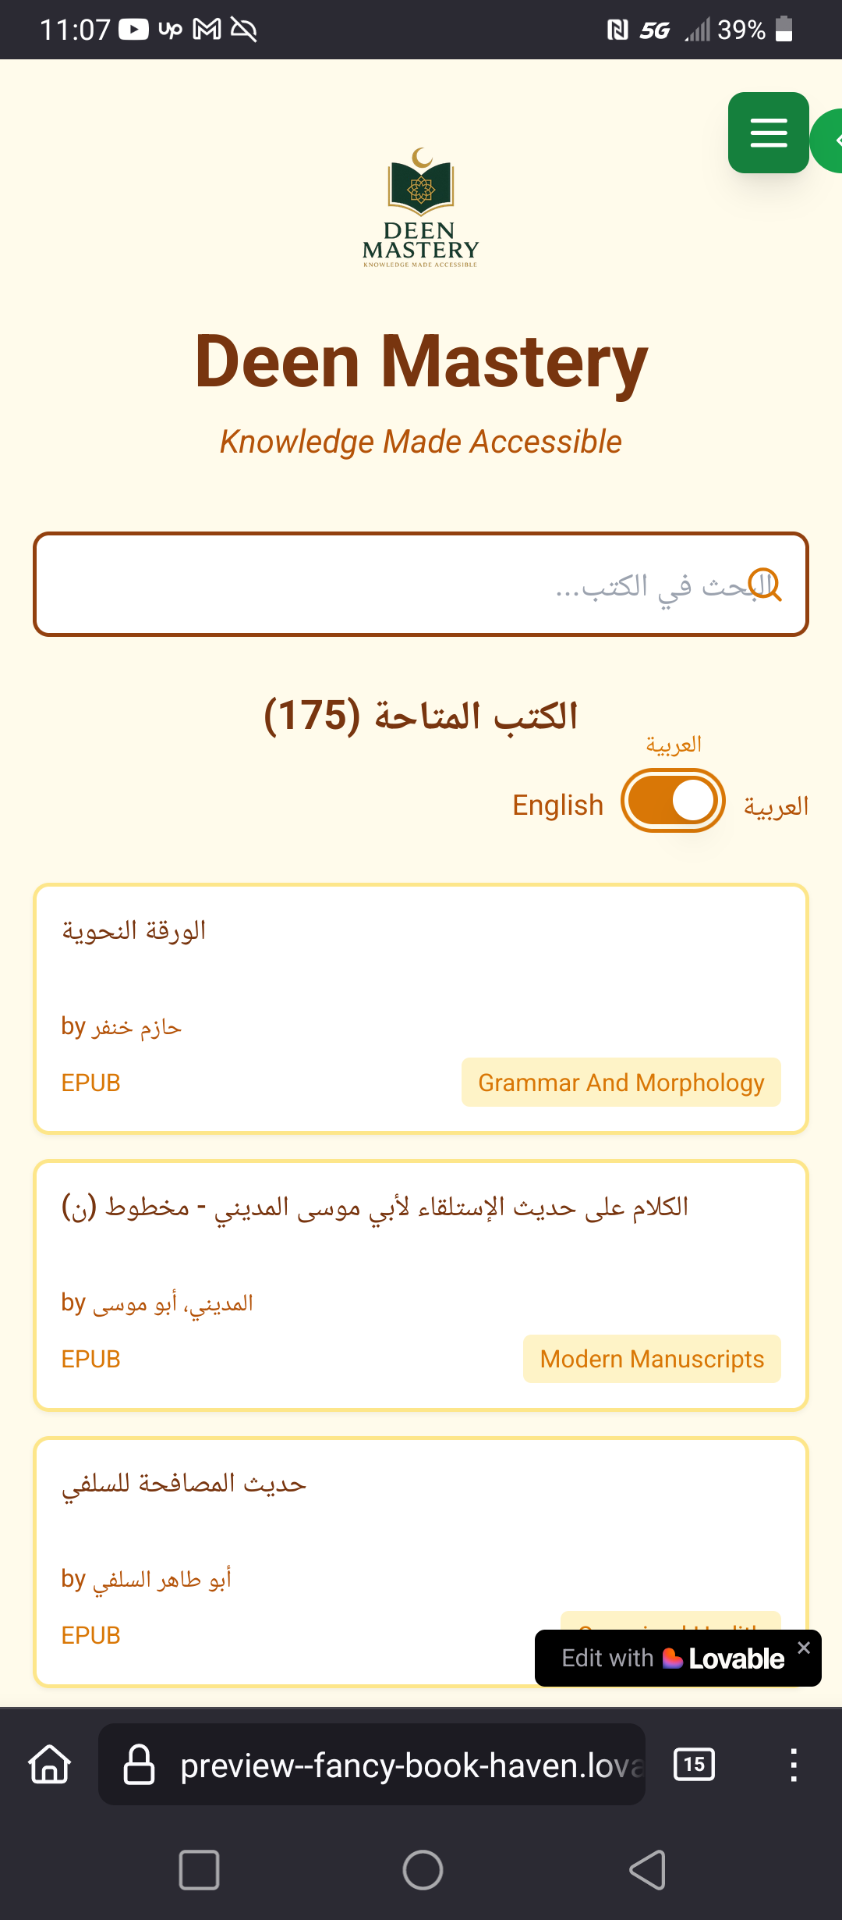 11:07
UP
5G
39%
DEEN
MASTERY
KNOWLEDGE MADE ACCESSIBLE
Deen Mastery
Knowledge Made Accessible
البحث في الكتب...
الكتب المتاحة (175)
العربية
English
العربية
الورقة النحوية
by حازم خنفر
EPUB
Grammar And Morphology
الكلام على حديث الإستلقاء لأبي موسى المديني - مخطوط (ن)
by المديني، أبو موسى
EPUB
Modern Manuscripts
حديث المصافحة للسلفي
by أبو طاهر السلفي
EPUB
Edit with Lovable
preview--fancy-book-haven.lova
15